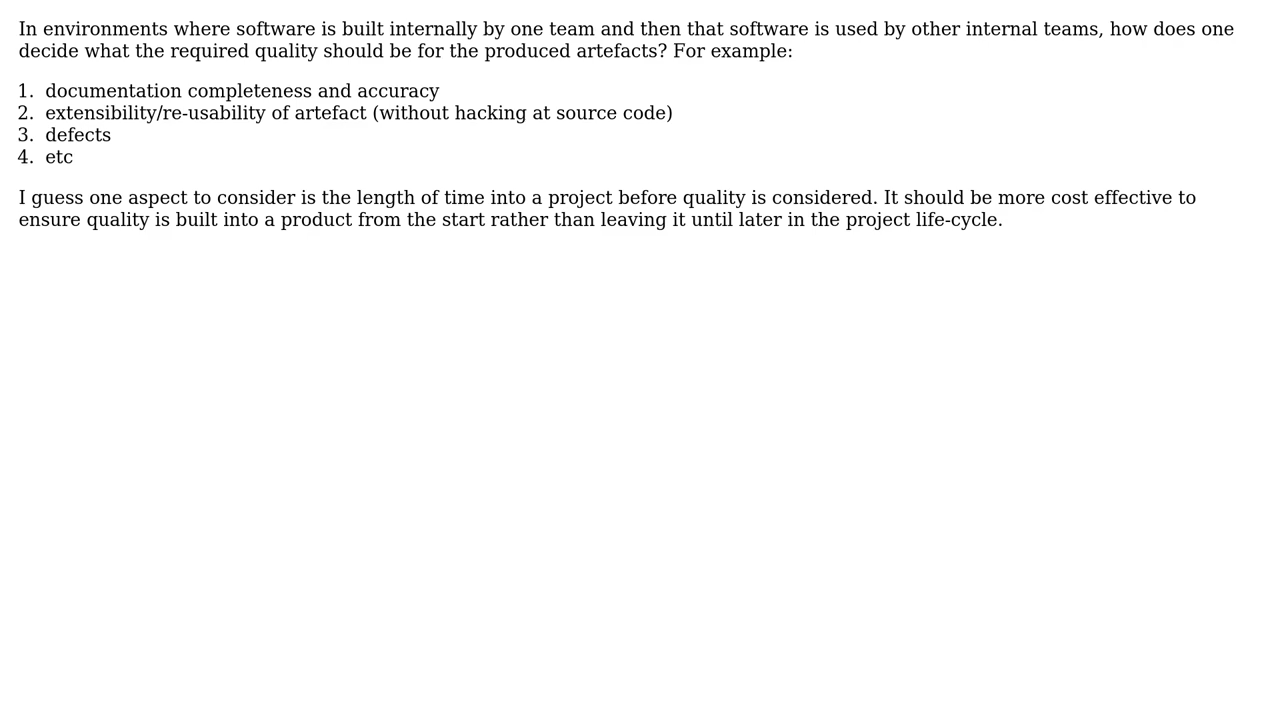 In environments where software is built internally by one team and then that software is used by other internal teams, how does one
decide what the required quality should be for the produced artefacts? For example:
1. documentation completeness and accuracy
2. extensibility/re-usability of artefact (without hacking at source code)
3. defects
4. etc
I guess one aspect to consider is the length of time into a project before quality is considered. It should be more cost effective to
ensure quality is built into a product from the start rather than leaving it until later in the project life-cycle.